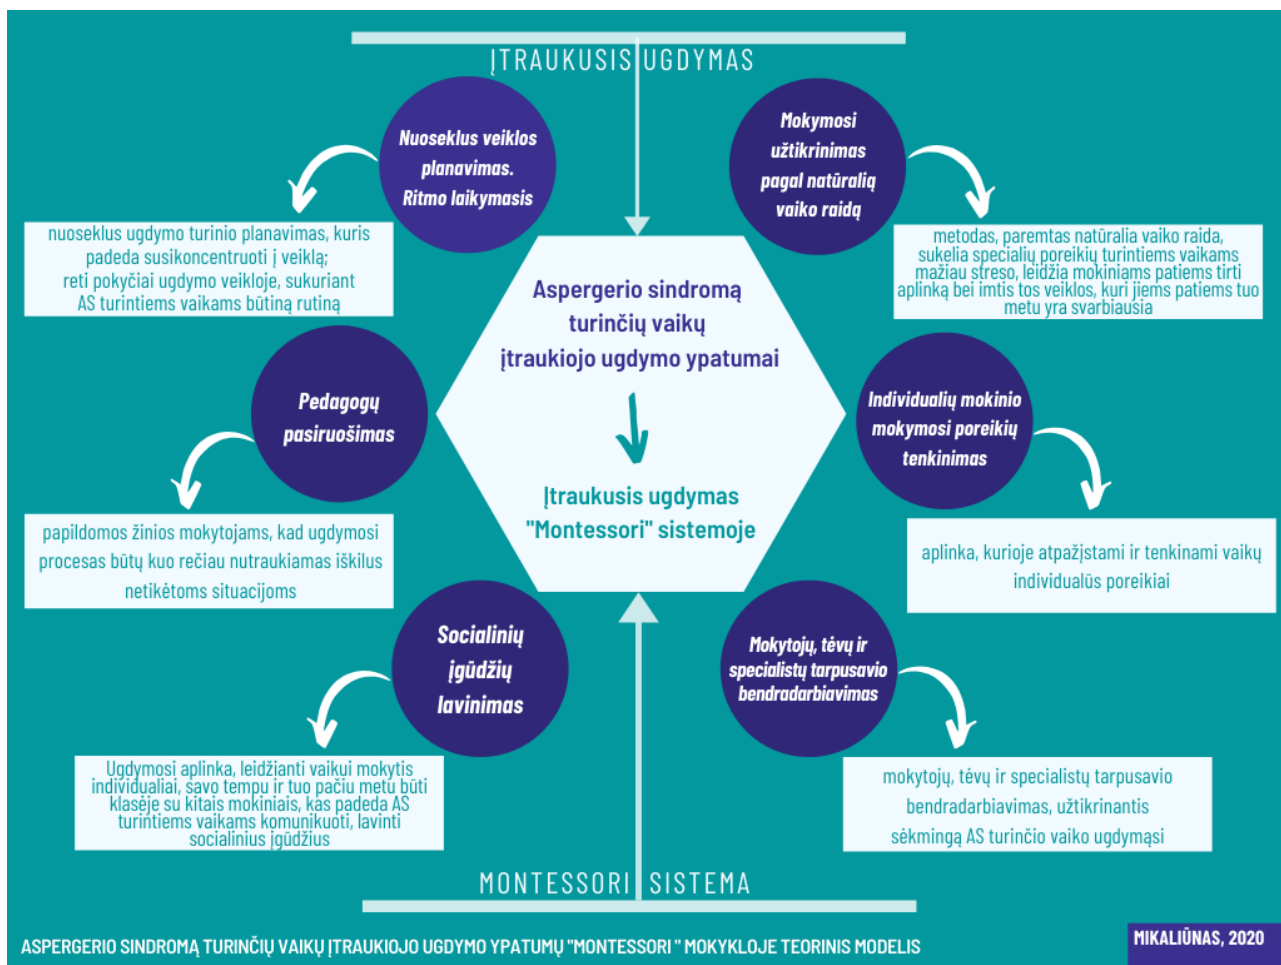 ĮTRAUKUSIS UGDYMAS
Nuoseklus veiklos
planavimas.
Ritmo laikymasis
nuoseklus ugdymo turinio planavimas, kuris
padeda susikoncentruoti į veiklą;
reti pokyčiai ugdymo veikloje, sukuriant
AS turintiems vaikams būtiną rutiną
Mokymosi
užtikrinimas
pagal natūralią
vaiko raidą
metodas, paremtas natūralia vaiko raida,
sukelia specialių poreikių turintiems vaikams
mažiau streso, leidžia mokiniams patiems tirti
aplinką bei imtis tos veiklos, kuri jiems patiems tuo
metu yra svarbiausia
Aspergerio sindromą
turinčių vaikų
įtraukiojo ugdymo ypatumai
Įtraukusis ugdymas
"Montessori" sistemoje
Pedagogų
pasiruošimas
papildomos žinios mokytojams, kad ugdymosi
procesas būtų kuo rečiau nutraukiamas iškilus
netikėtoms situacijoms
Individualių mokinio
mokymosi poreikių
tenkinimas
aplinka, kurioje atpažįstami ir tenkinami vaikų
individualūs poreikiai
Socialinių
įgūdžių
lavinimas
Ugdymosi aplinka, leidžianti vaikui mokytis
individualiai, savo tempu ir tuo pačiu metu būti
klasėje su kitais mokiniais, kas padeda AS
turintiems vaikams komunikuoti, lavinti
socialinius įgūdžius
Mokytojų, tėvų ir
specialistų tarpusavio
bendradarbiavimas
mokytojų, tėvų ir specialistų tarpusavio
bendradarbiavimas, užtikrinantis
sėkmingą AS turinčio vaiko ugdymąsi
MONTESSORI SISTEMA
ASPERGERIO SINDROMĄ TURINČIŲ VAIKŲ ĮTRAUKIOJO UGDYMO YPATUMŲ "MONTESSORI " MOKYKLOJE TEORINIS MODELIS
MIKALIŪNAS, 2020